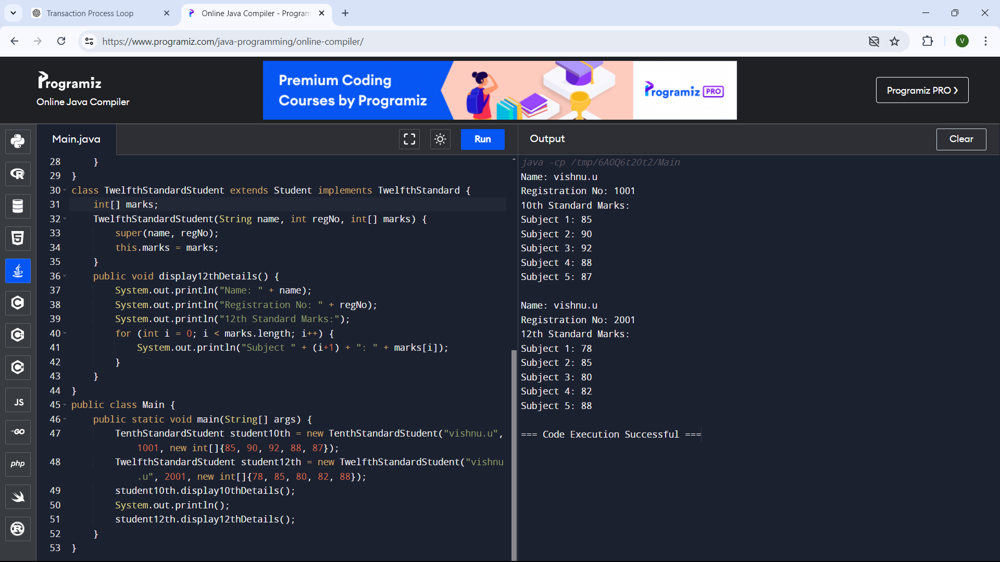 Transaction Process Loop
Online Java Compiler - Program
https://www.programiz.com/java-programming/online-compiler/
V
Programiz
Online Java Compiler
Premium Coding
Courses by Programiz
Programiz PRO
Programiz PRO
Main.java
Run
Output
Clear
28 }
29 }
30 class TwelfthStandardStudent extends Student implements TwelfthStandard {
31 int[] marks;
32 TwelfthStandardStudent(String name, int regNo, int[] marks) {
33 super(name, regNo);
34 this.marks = marks;
35 }
36 public void display12thDetails() {
37 System.out.println("Name: " + name);
38 System.out.println("Registration No: " + regNo);
39 System.out.println("12th Standard Marks:");
40 for (int i = 0; i < marks.length; i++) {
41 System.out.println("Subject " + (i+1) + ": " + marks[i]);
42 }
43 }
44 }
45 public class Main {
46 public static void main(String[] args) {
47 TenthStandardStudent student10th = new TenthStandardStudent("vishnu.u",
1001, new int[]{85, 90, 92, 88, 87});
48 TwelfthStandardStudent student12th = new TwelfthStandardStudent("vishnu
.u", 2001, new int[]{78, 85, 80, 82, 88});
49 student10th.display10thDetails();
50 System.out.println();
51 student12th.display12thDetails();
52 }
53 }
java -cp /tmp/6AOQ6t2Ot2/Main
Name: vishnu.u
Registration No: 1001
10th Standard Marks:
Subject 1: 85
Subject 2: 90
Subject 3: 92
Subject 4: 88
Subject 5: 87
Name: vishnu.u
Registration No: 2001
12th Standard Marks:
Subject 1: 78
Subject 2: 85
Subject 3: 80
Subject 4: 82
Subject 5: 88
=== Code Execution Successful ===
R
5
C
C
C
JS
GO
php
R